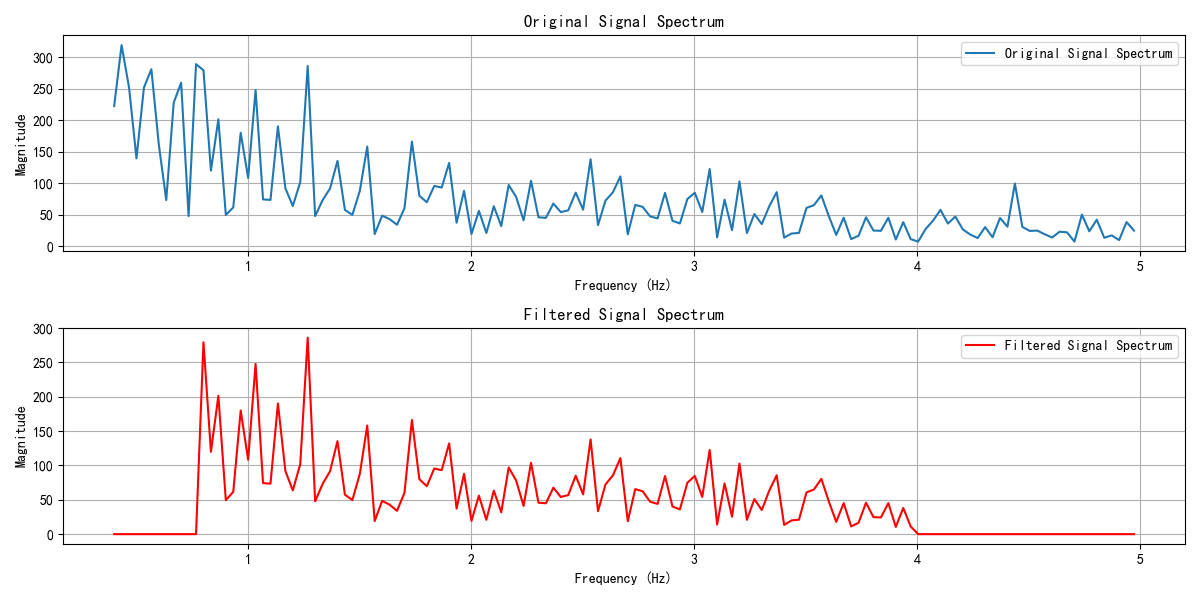 Original Signal Spectrum
Original Signal Spectrum
Magnitude
300
250
200
150
100
50
0
1 2 3 4 5
Frequency (Hz)
Filtered Signal Spectrum
Filtered Signal Spectrum
Magnitude
300
250
200
150
100
50
0
1 2 3 4 5
Frequency (Hz)